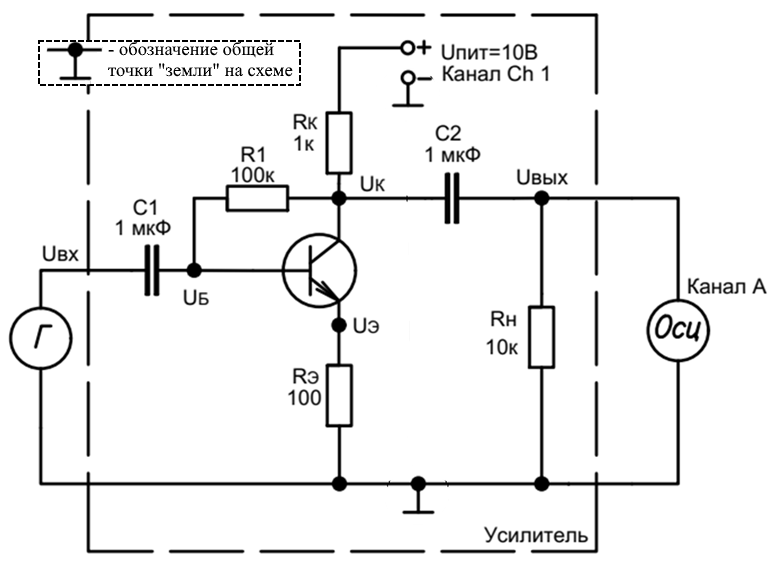 - обозначение общей
точки "земли" на схеме
+
Uпит=10В
− Канал Ch 1
Rк
1к
C2
1 мкФ
R1
100к
Uк
Uвых
C1
1 мкФ
Uвх
UБ
Канал А
Г
Uэ
Rн
10к
Осц
Rэ
100
Усилитель